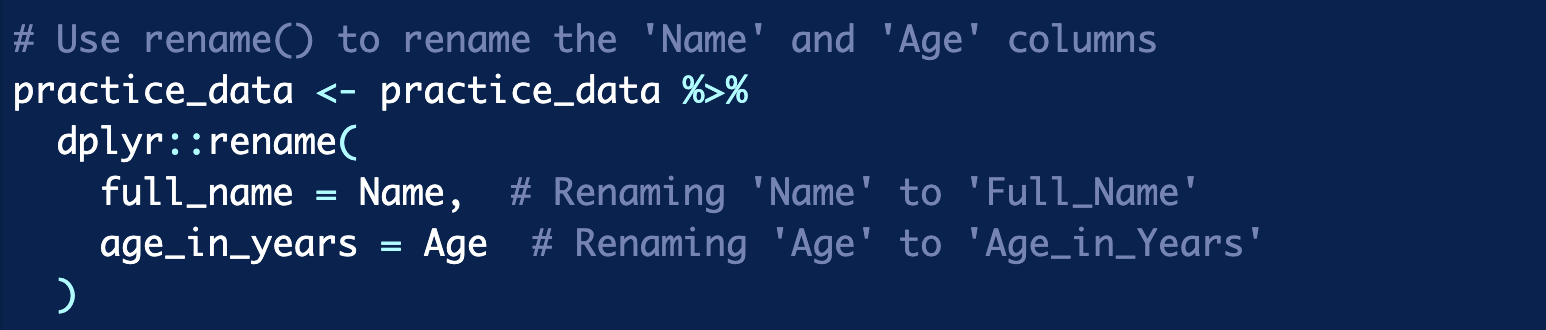 # Use rename() to rename the 'Name' and 'Age' columns
practice_data <- practice_data %>%
  dplyr::rename(
    full_name = Name,  # Renaming 'Name' to 'Full_Name'
    age_in_years = Age  # Renaming 'Age' to 'Age_in_Years'
  )